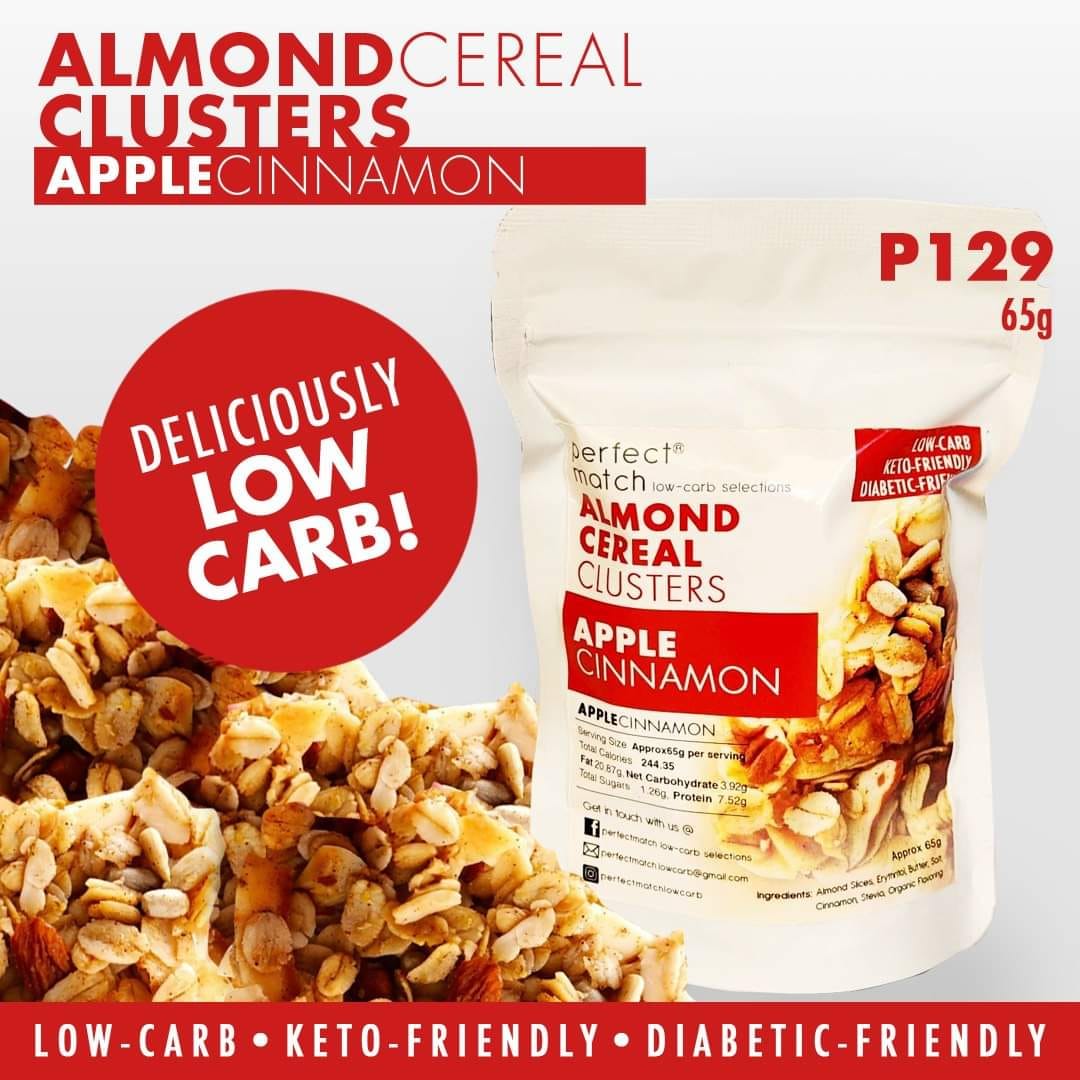 ALMONDCEREAL
CLUSTERS
APPLECINNAMON
P129
65g
DELICIOUSLY
LOW
CARB!
perfect®
match low-carb selections
LOW-CARB
KETO-FRIENDLY
DIABETIC-FRIE
ALMOND
CEREAL
CLUSTERS
APPLE
CINNAMON
APPLECINNAMON
Serving Size Approx65g per serving
Total Calories 244.35
Fat 20.87g, Net Carbohydrate 3.92g
Total Sugars 1.26g, Protein 7.52g
Get in touch with us @
perfectmatch low-carb selections
perfectmatch.lowcarb@gmail.com
perfectmatchlowcarb
Approx 65g
Ingredients: Almond Slices, Erythritol, Butter, Salt,
Cinnamon, Stevia, Organic Flavoring
LOW-CARB • KETO-FRIENDLY • DIABETIC-FRIENDLY